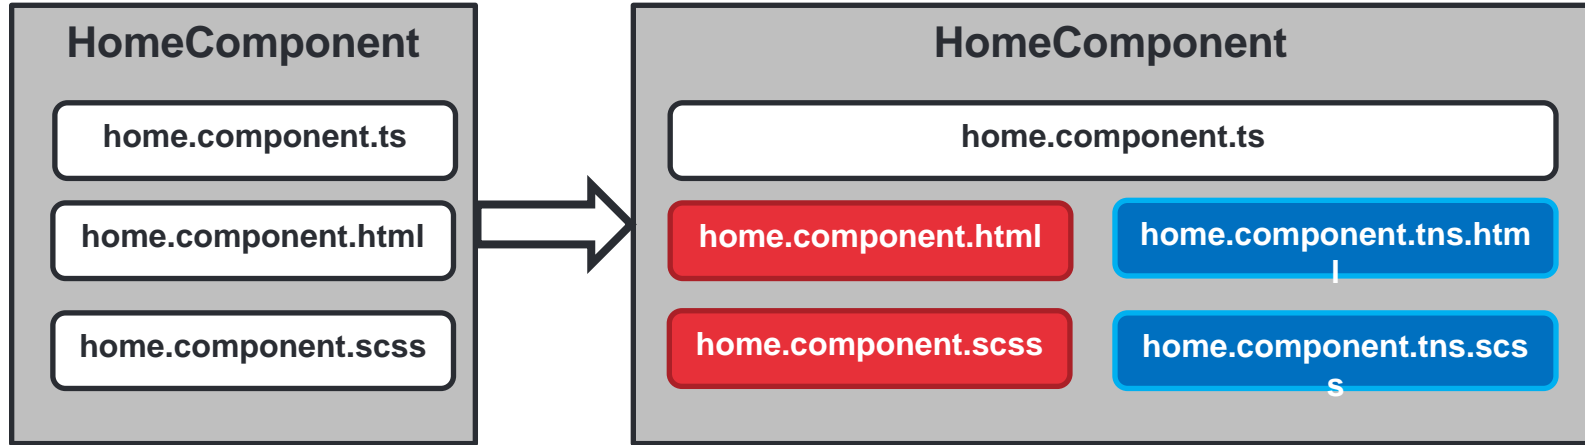 HomeComponent
home.component.ts
home.component.html
home.component.scss
HomeComponent
home.component.ts
home.component.html
home.component.tns.htm
l
home.component.scss
home.component.tns.scs
s